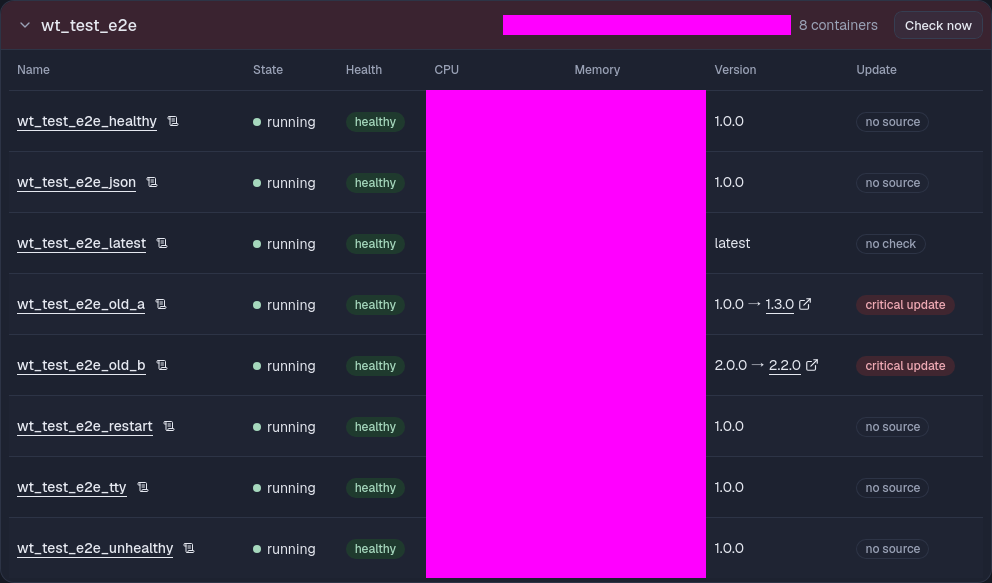 wt_test_e2e 8 containers Check now
Name State Health CPU Memory Version Update
wt_test_e2e_healthy running healthy 1.0.0 no source
wt_test_e2e_json running healthy 1.0.0 no source
wt_test_e2e_latest running healthy latest no check
wt_test_e2e_old_a running healthy 1.0.0 → 1.3.0 critical update
wt_test_e2e_old_b running healthy 2.0.0 → 2.2.0 critical update
wt_test_e2e_restart running healthy 1.0.0 no source
wt_test_e2e_tty running healthy 1.0.0 no source
wt_test_e2e_unhealthy running healthy 1.0.0 no source